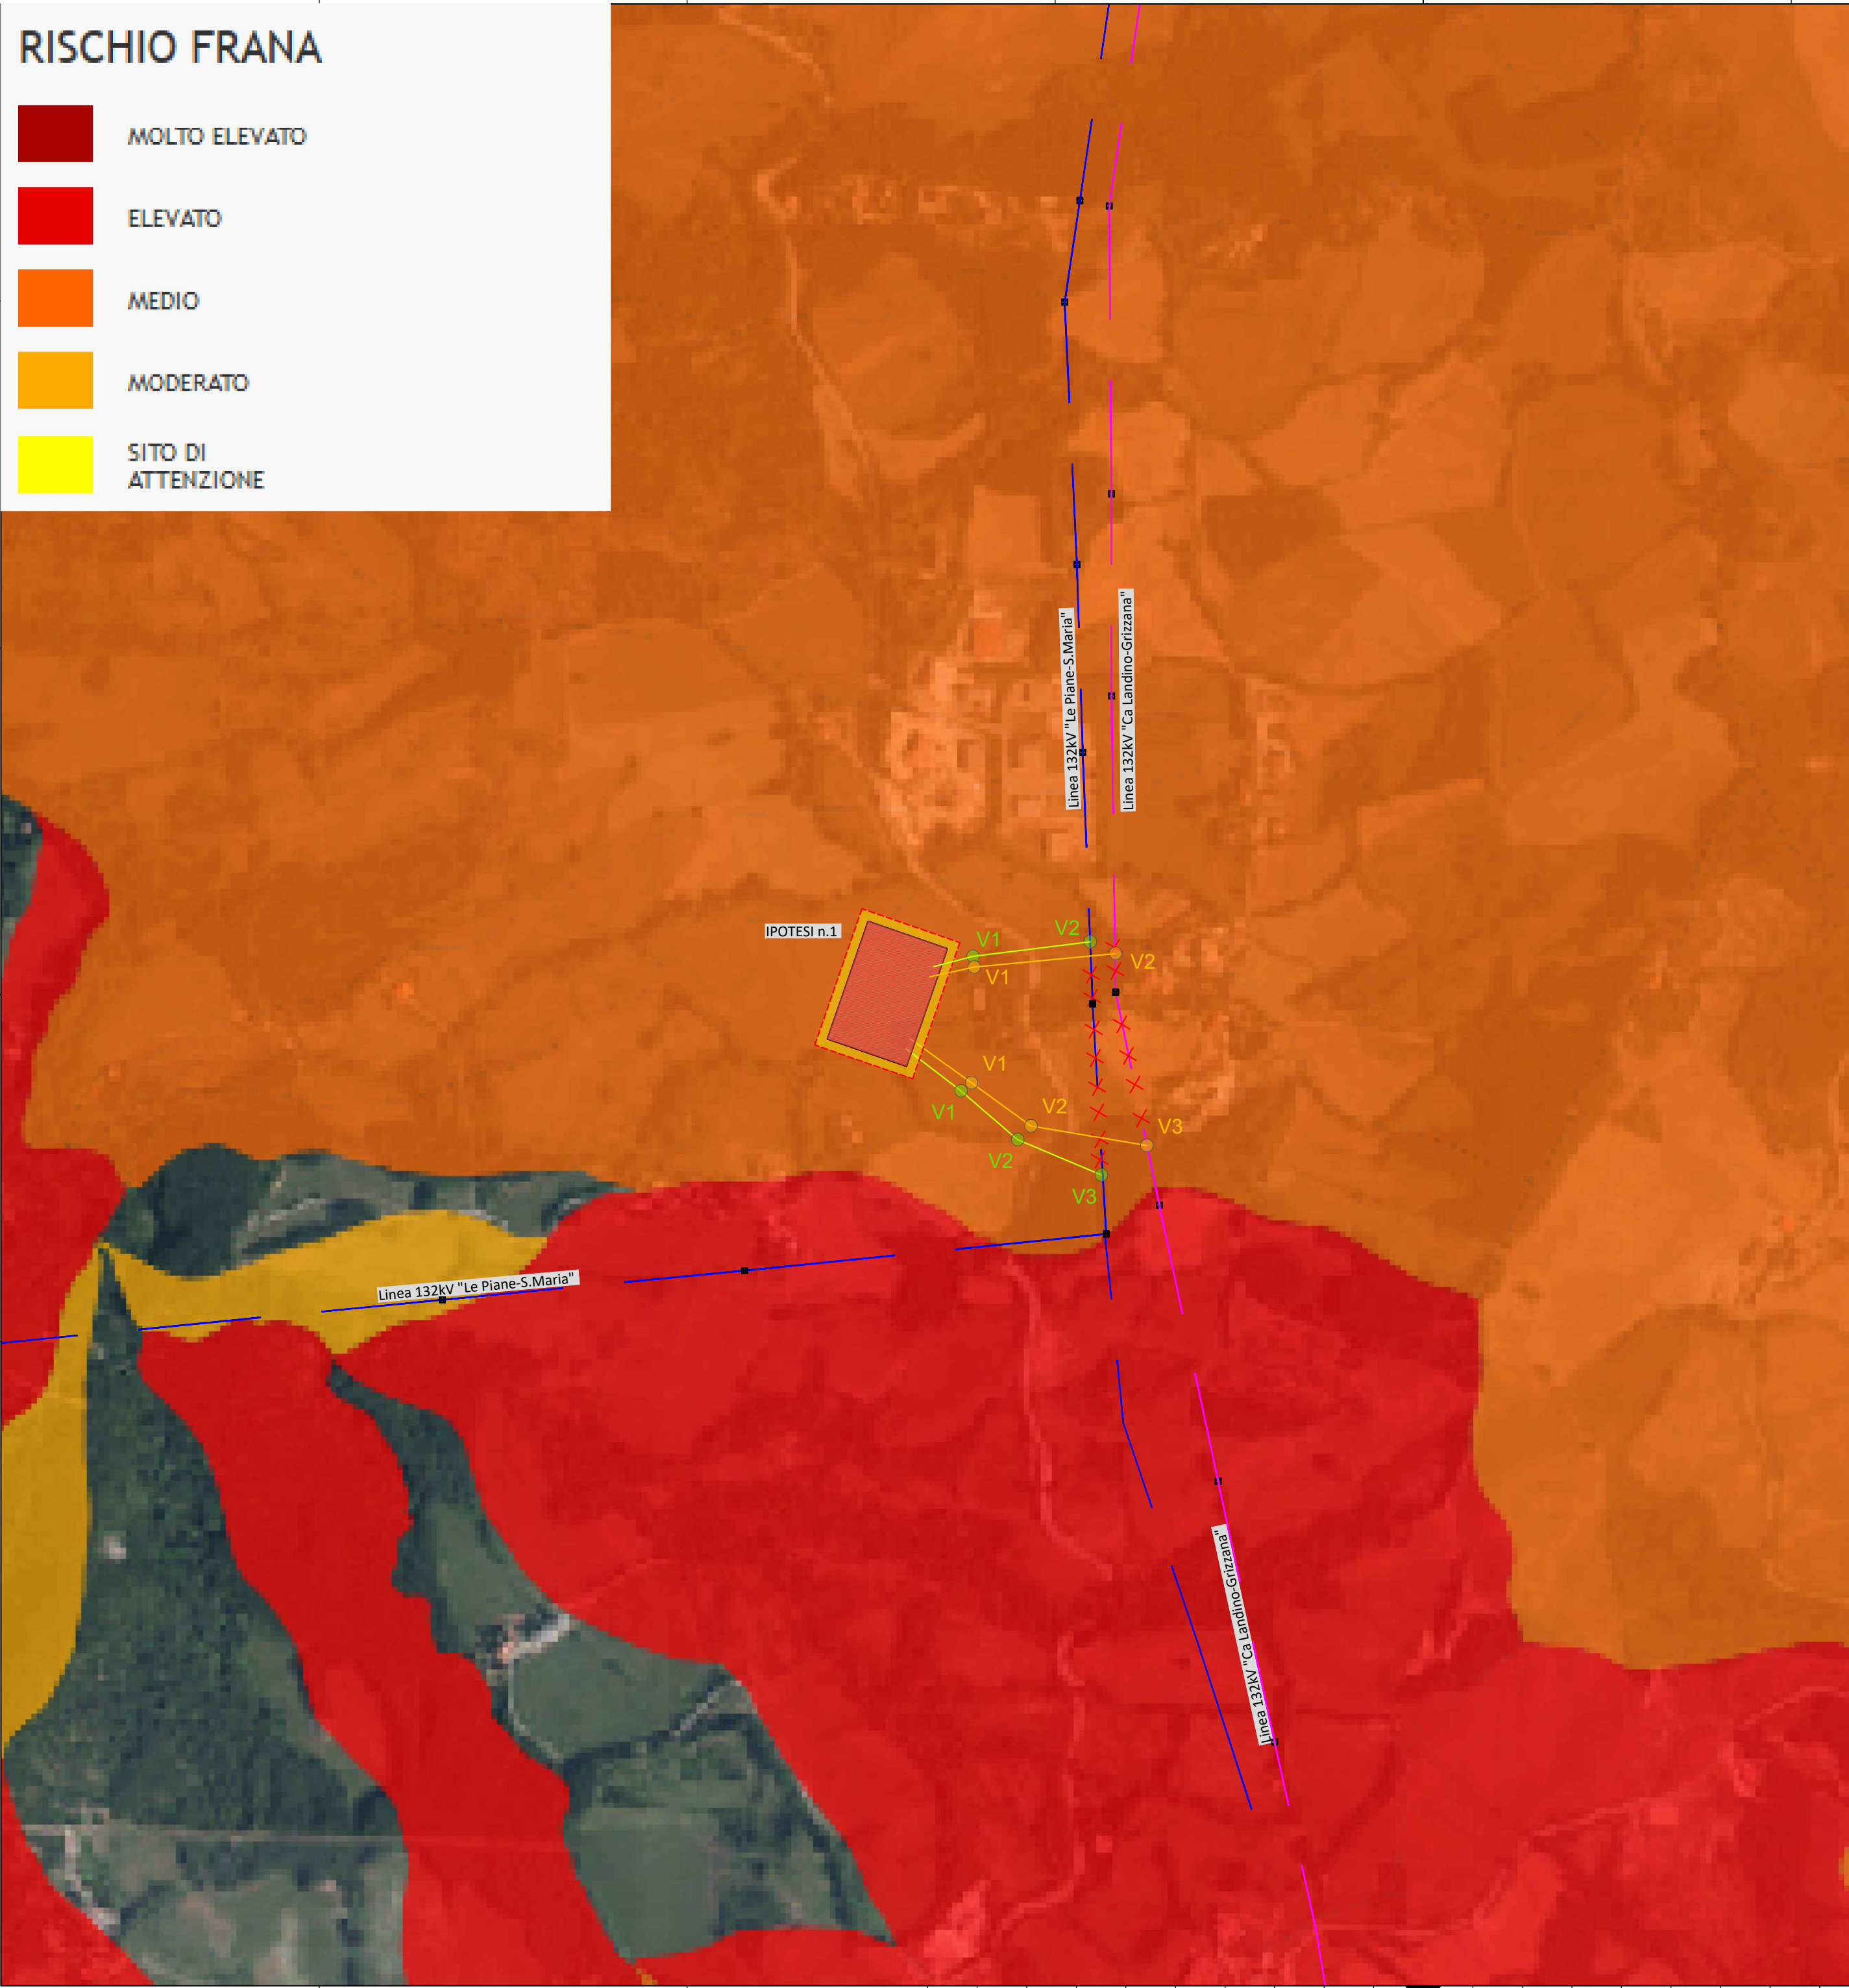 RISCHIO FRANA
MOLTO ELEVATO
ELEVATO
MEDIO
MODERATO
SITO DI
ATTENZIONE
Linea 132kV "Le Piane-S.Maria"
Linea 132kV "Ca Landino-Grizzana"
IPOTESI n.1
V1
V2
V1
V2
V1
V2
V3
V1
V2
V3
Linea 132kV "Le Piane-S.Maria"
Linea 132kV "Ca Landino-Grizzana"